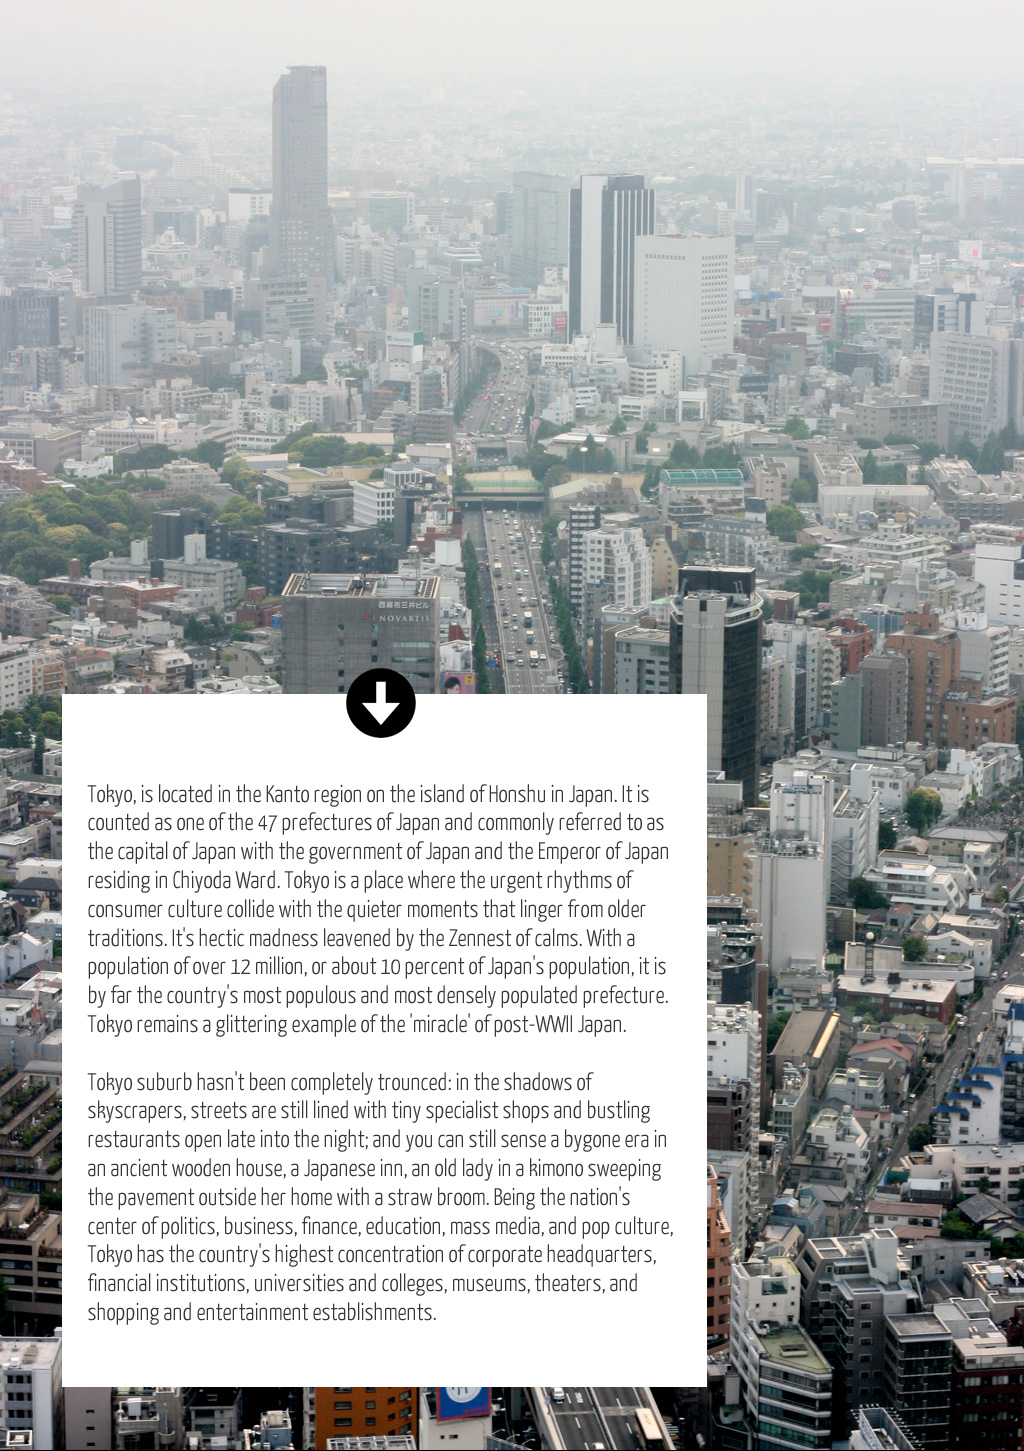 西麻布三井ビル
NOVARTIS
Tokyo, is located in the Kanto region on the island of Honshu in Japan. It is
counted as one of the 47 prefectures of Japan and commonly referred to as
the capital of Japan with the government of Japan and the Emperor of Japan
residing in Chiyoda Ward. Tokyo is a place where the urgent rhythms of
consumer culture collide with the quieter moments that linger from older
traditions. It's hectic madness leavened by the Zennest of calms. With a
population of over 12 million, or about 10 percent of Japan's population, it is
by far the country's most populous and most densely populated prefecture.
Tokyo remains a glittering example of the 'miracle' of post-WWII Japan.
Tokyo suburb hasn't been completely trounced: in the shadows of
skyscrapers, streets are still lined with tiny specialist shops and bustling
restaurants open late into the night; and you can still sense a bygone era in
an ancient wooden house, a Japanese inn, an old lady in a kimono sweeping
the pavement outside her home with a straw broom. Being the nation's
center of politics, business, finance, education, mass media, and pop culture,
Tokyo has the country's highest concentration of corporate headquarters,
financial institutions, universities and colleges, museums, theaters, and
shopping and entertainment establishments.